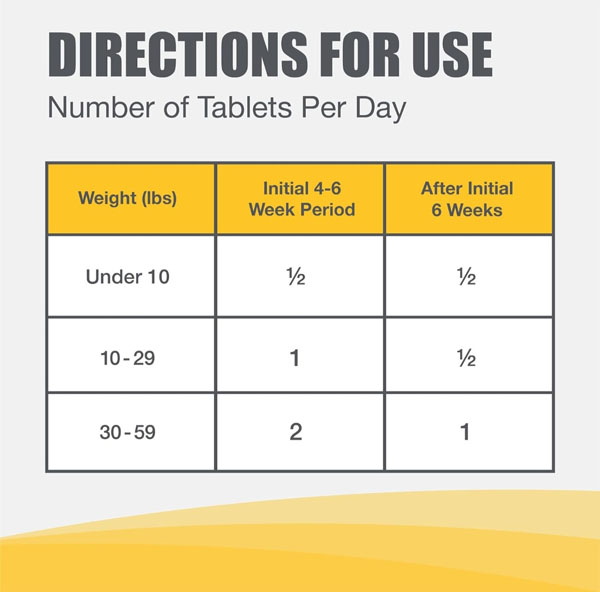 DIRECTIONS FOR USE
Number of Tablets Per Day
Weight (lbs)
Initial 4-6
Week Period
After Initial
6 Weeks
Under 10
½
½
10-29
1
½
30-59
2
1